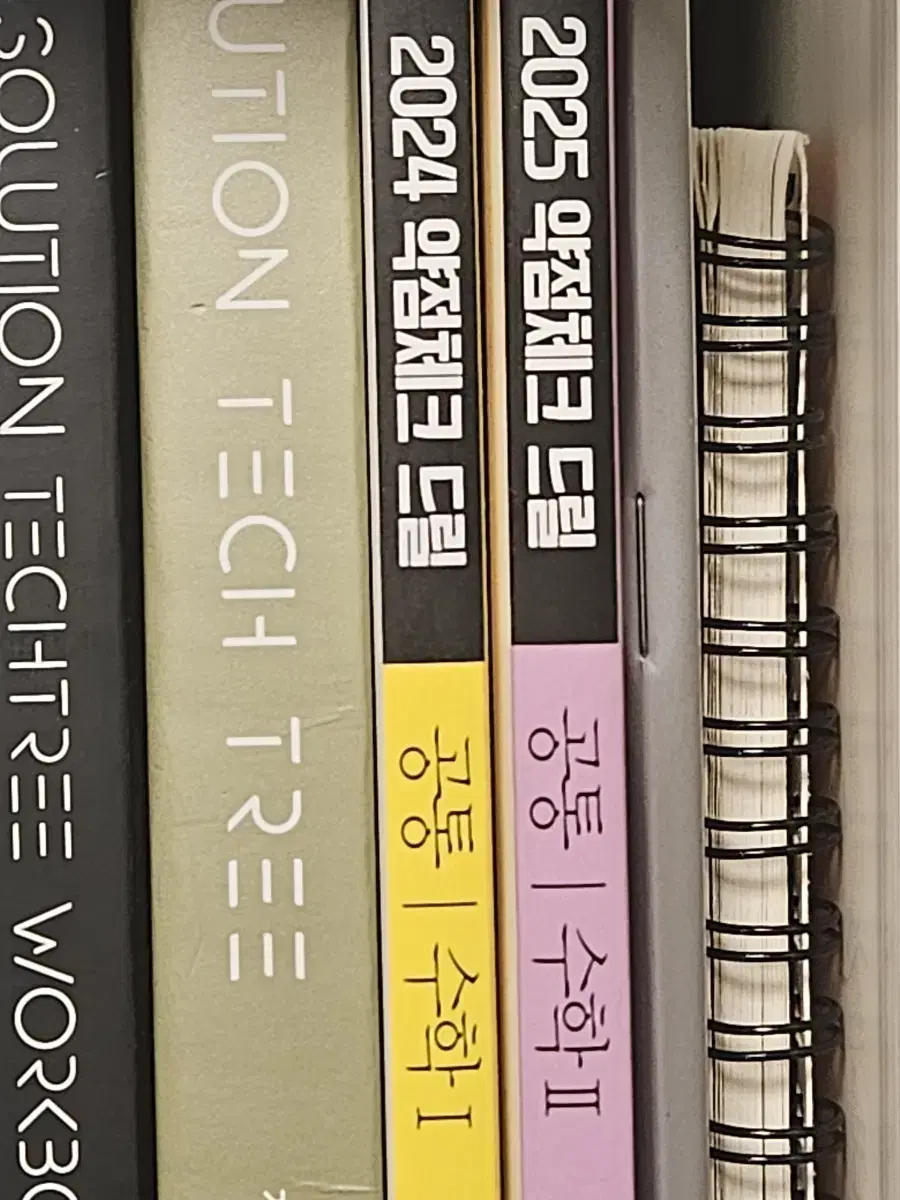 SOLUTION TECHTREE WORKBO
UTION TECH TREE
2024 약점체크 드릴
공통 | 수학 I
2025 약점체크 드릴
공통 | 수학 II